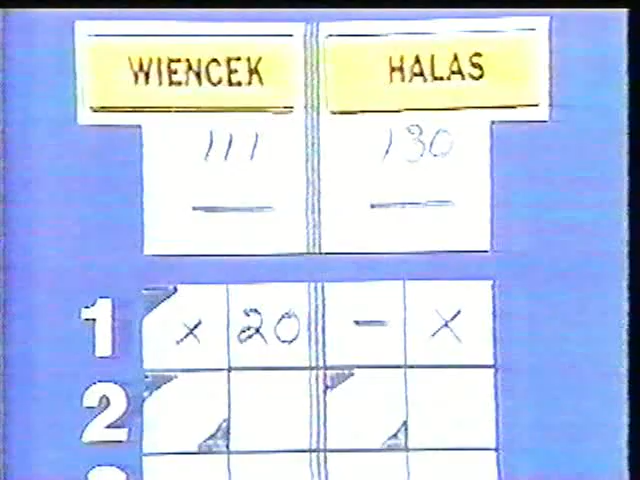 WIENCEK HALAS
111 130
— —
1 x 20 — X
2